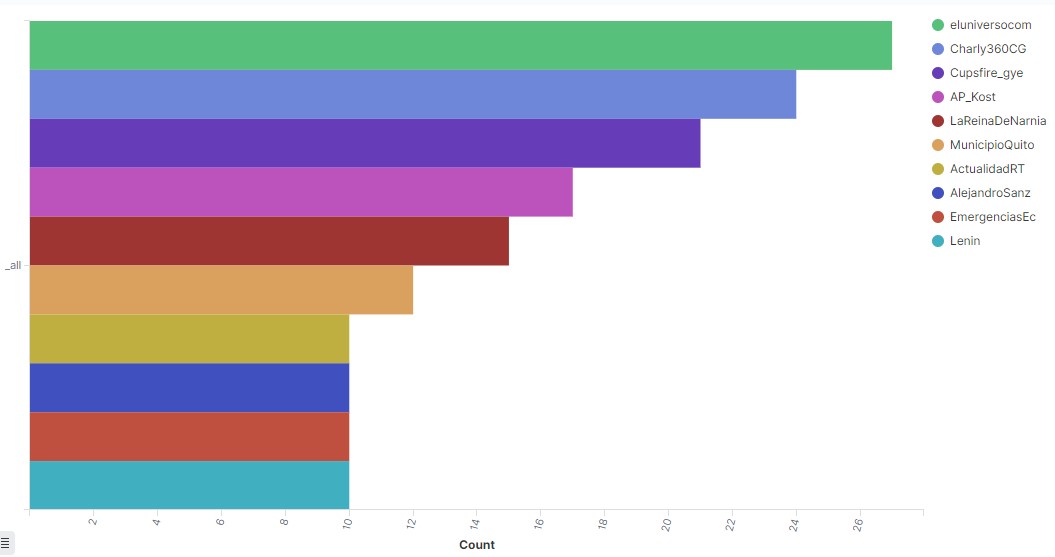 eluniversocom
Charly360CG
Cupsfire_gye
AP_Kost
LaReinaDeNarnia
MunicipioQuito
ActualidadRT
AlejandroSanz
EmergenciasEc
Lenin
_all
2
4
6
8
10
12
14
16
18
20
22
24
26
Count